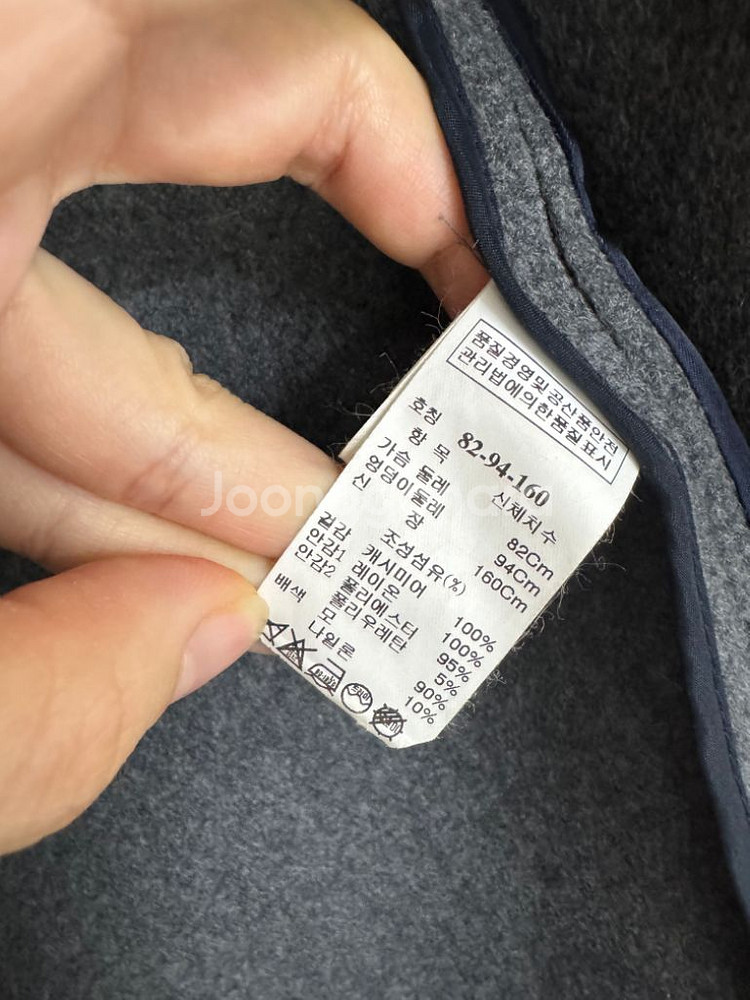 품질경영및공산품안전
관리법에의한품질표시
호칭 82-94-160
항 목 신체치수
가슴 둘레 82Cm
엉덩이둘레 94Cm
신 장 160Cm
조성섬유(%)
겉감 캐시미어 100%
안감1 레이온 100%
안감2 폴리에스터 95%
폴리우레탄 5%
배색 모 90%
나일론 10%